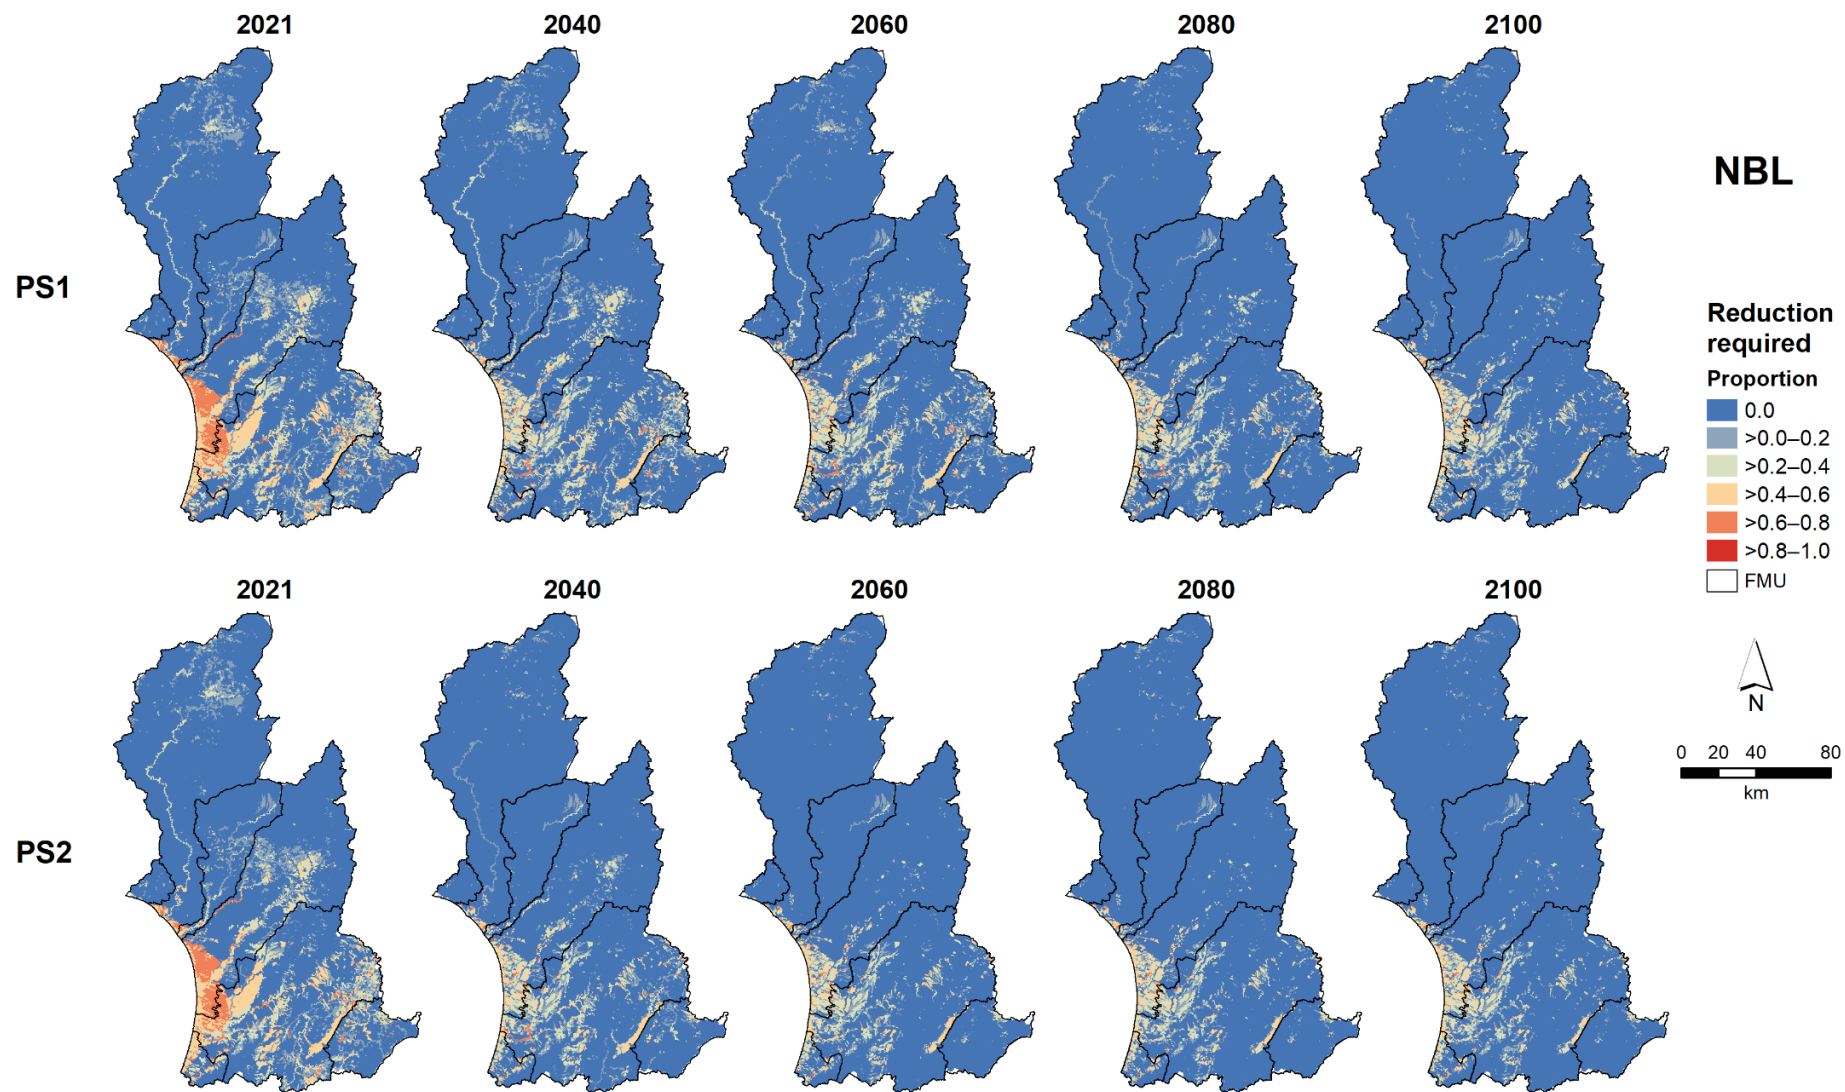 2021 2040 2060 2080 2100
NBL
PS1
Reduction
required
Proportion
0.0
>0.0–0.2
>0.2–0.4
>0.4–0.6
>0.6–0.8
>0.8–1.0
FMU
2021 2040 2060 2080 2100
N
0 20 40 80
km
PS2